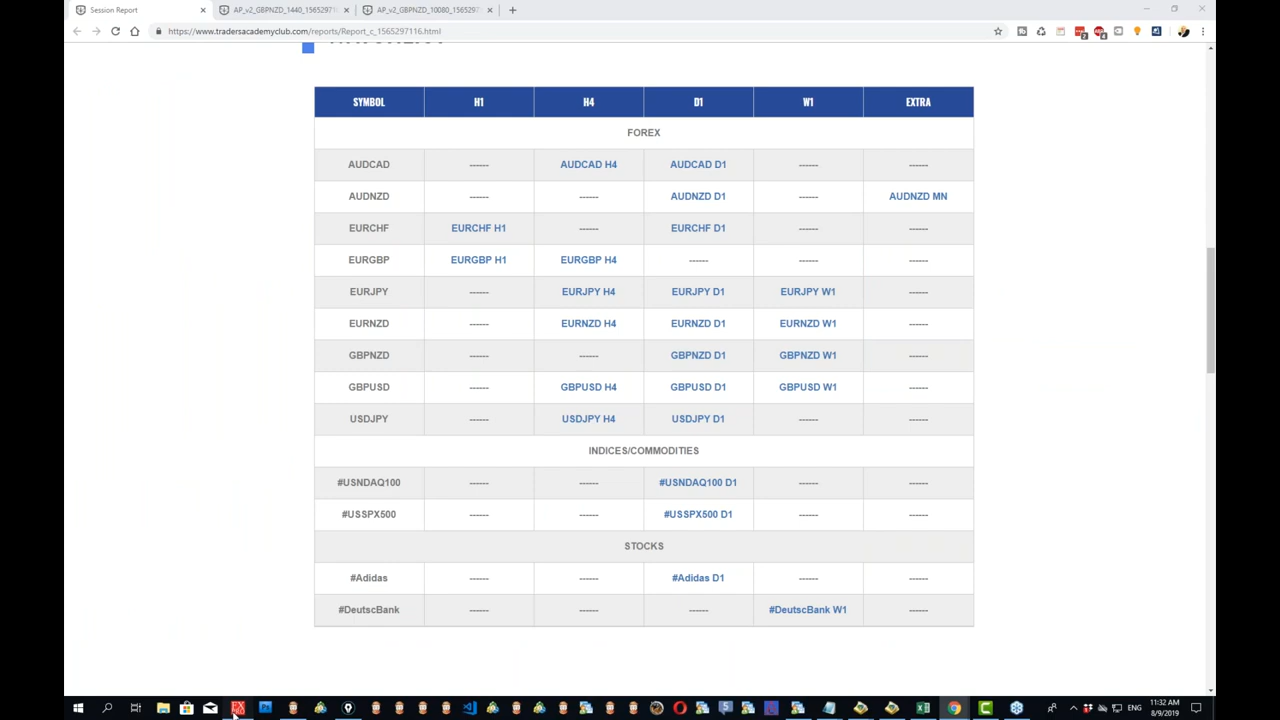 Session Report
AP_v2_GBPNZD_1440_156529711
AP_v2_GBPNZD_10080_1565297
https://www.tradersacademyclub.com/reports/Report_c_1565297116.html
SYMBOL H1 H4 D1 W1 EXTRA
FOREX
AUDCAD ------ AUDCAD H4 AUDCAD D1 ------ ------
AUDNZD ------ ------ AUDNZD D1 ------ AUDNZD MN
EURCHF EURCHF H1 ------ EURCHF D1 ------ ------
EURGBP EURGBP H1 EURGBP H4 ------ ------ ------
EURJPY ------ EURJPY H4 EURJPY D1 EURJPY W1 ------
EURNZD ------ EURNZD H4 EURNZD D1 EURNZD W1 ------
GBPNZD ------ ------ GBPNZD D1 GBPNZD W1 ------
GBPUSD ------ GBPUSD H4 GBPUSD D1 GBPUSD W1 ------
USDJPY ------ USDJPY H4 USDJPY D1 ------ ------
INDICES/COMMODITIES
#USNDAQ100 ------ ------ #USNDAQ100 D1 ------ ------
#USSPX500 ------ ------ #USSPX500 D1 ------ ------
STOCKS
#Adidas ------ ------ #Adidas D1 ------ ------
#DeutscBank ------ ------ ------ #DeutscBank W1 ------
ENG
11:32 AM
8/9/2019